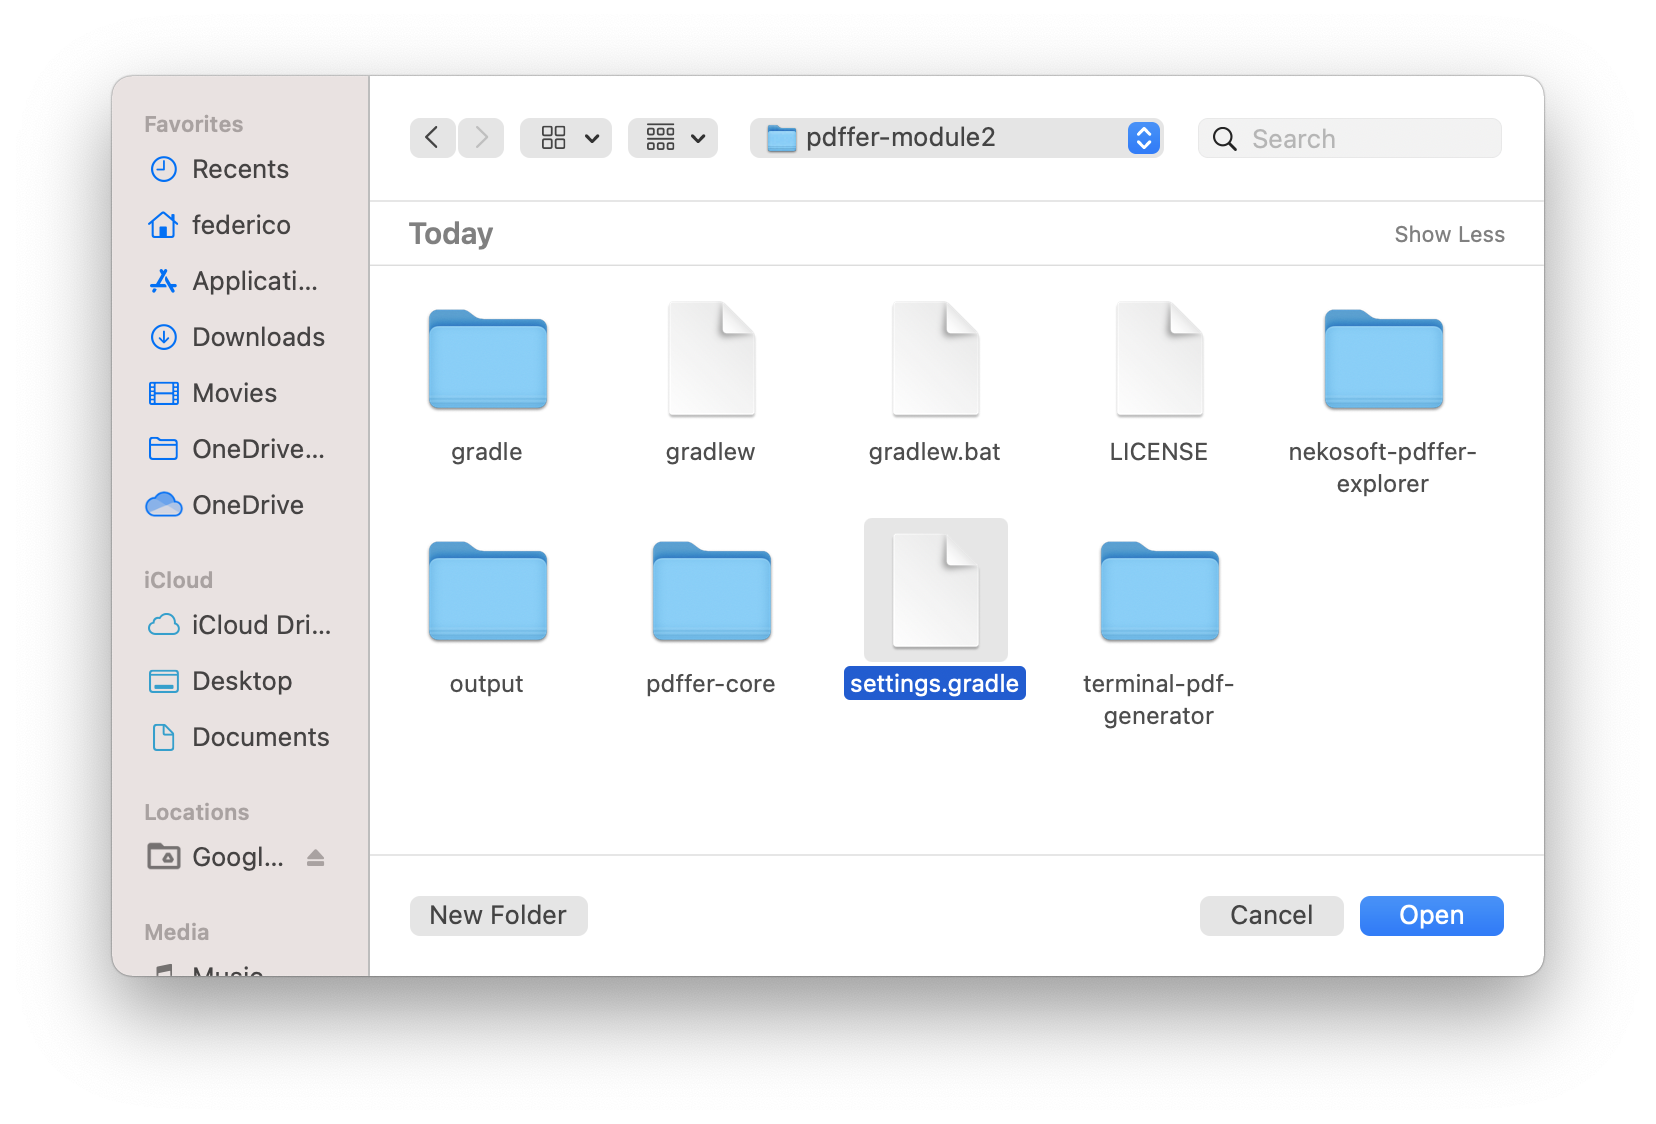 Favorites
Recents
federico
Applicati...
Downloads
Movies
OneDrive...
OneDrive
iCloud
iCloud Dri...
Desktop
Documents
Locations
Googl...
Media
Music
pdffer-module2
Search
Today
Show Less
gradle
gradlew
gradlew.bat
LICENSE
nekosoft-pdffer-
explorer
output
pdffer-core
settings.gradle
terminal-pdf-
generator
New Folder
Cancel
Open